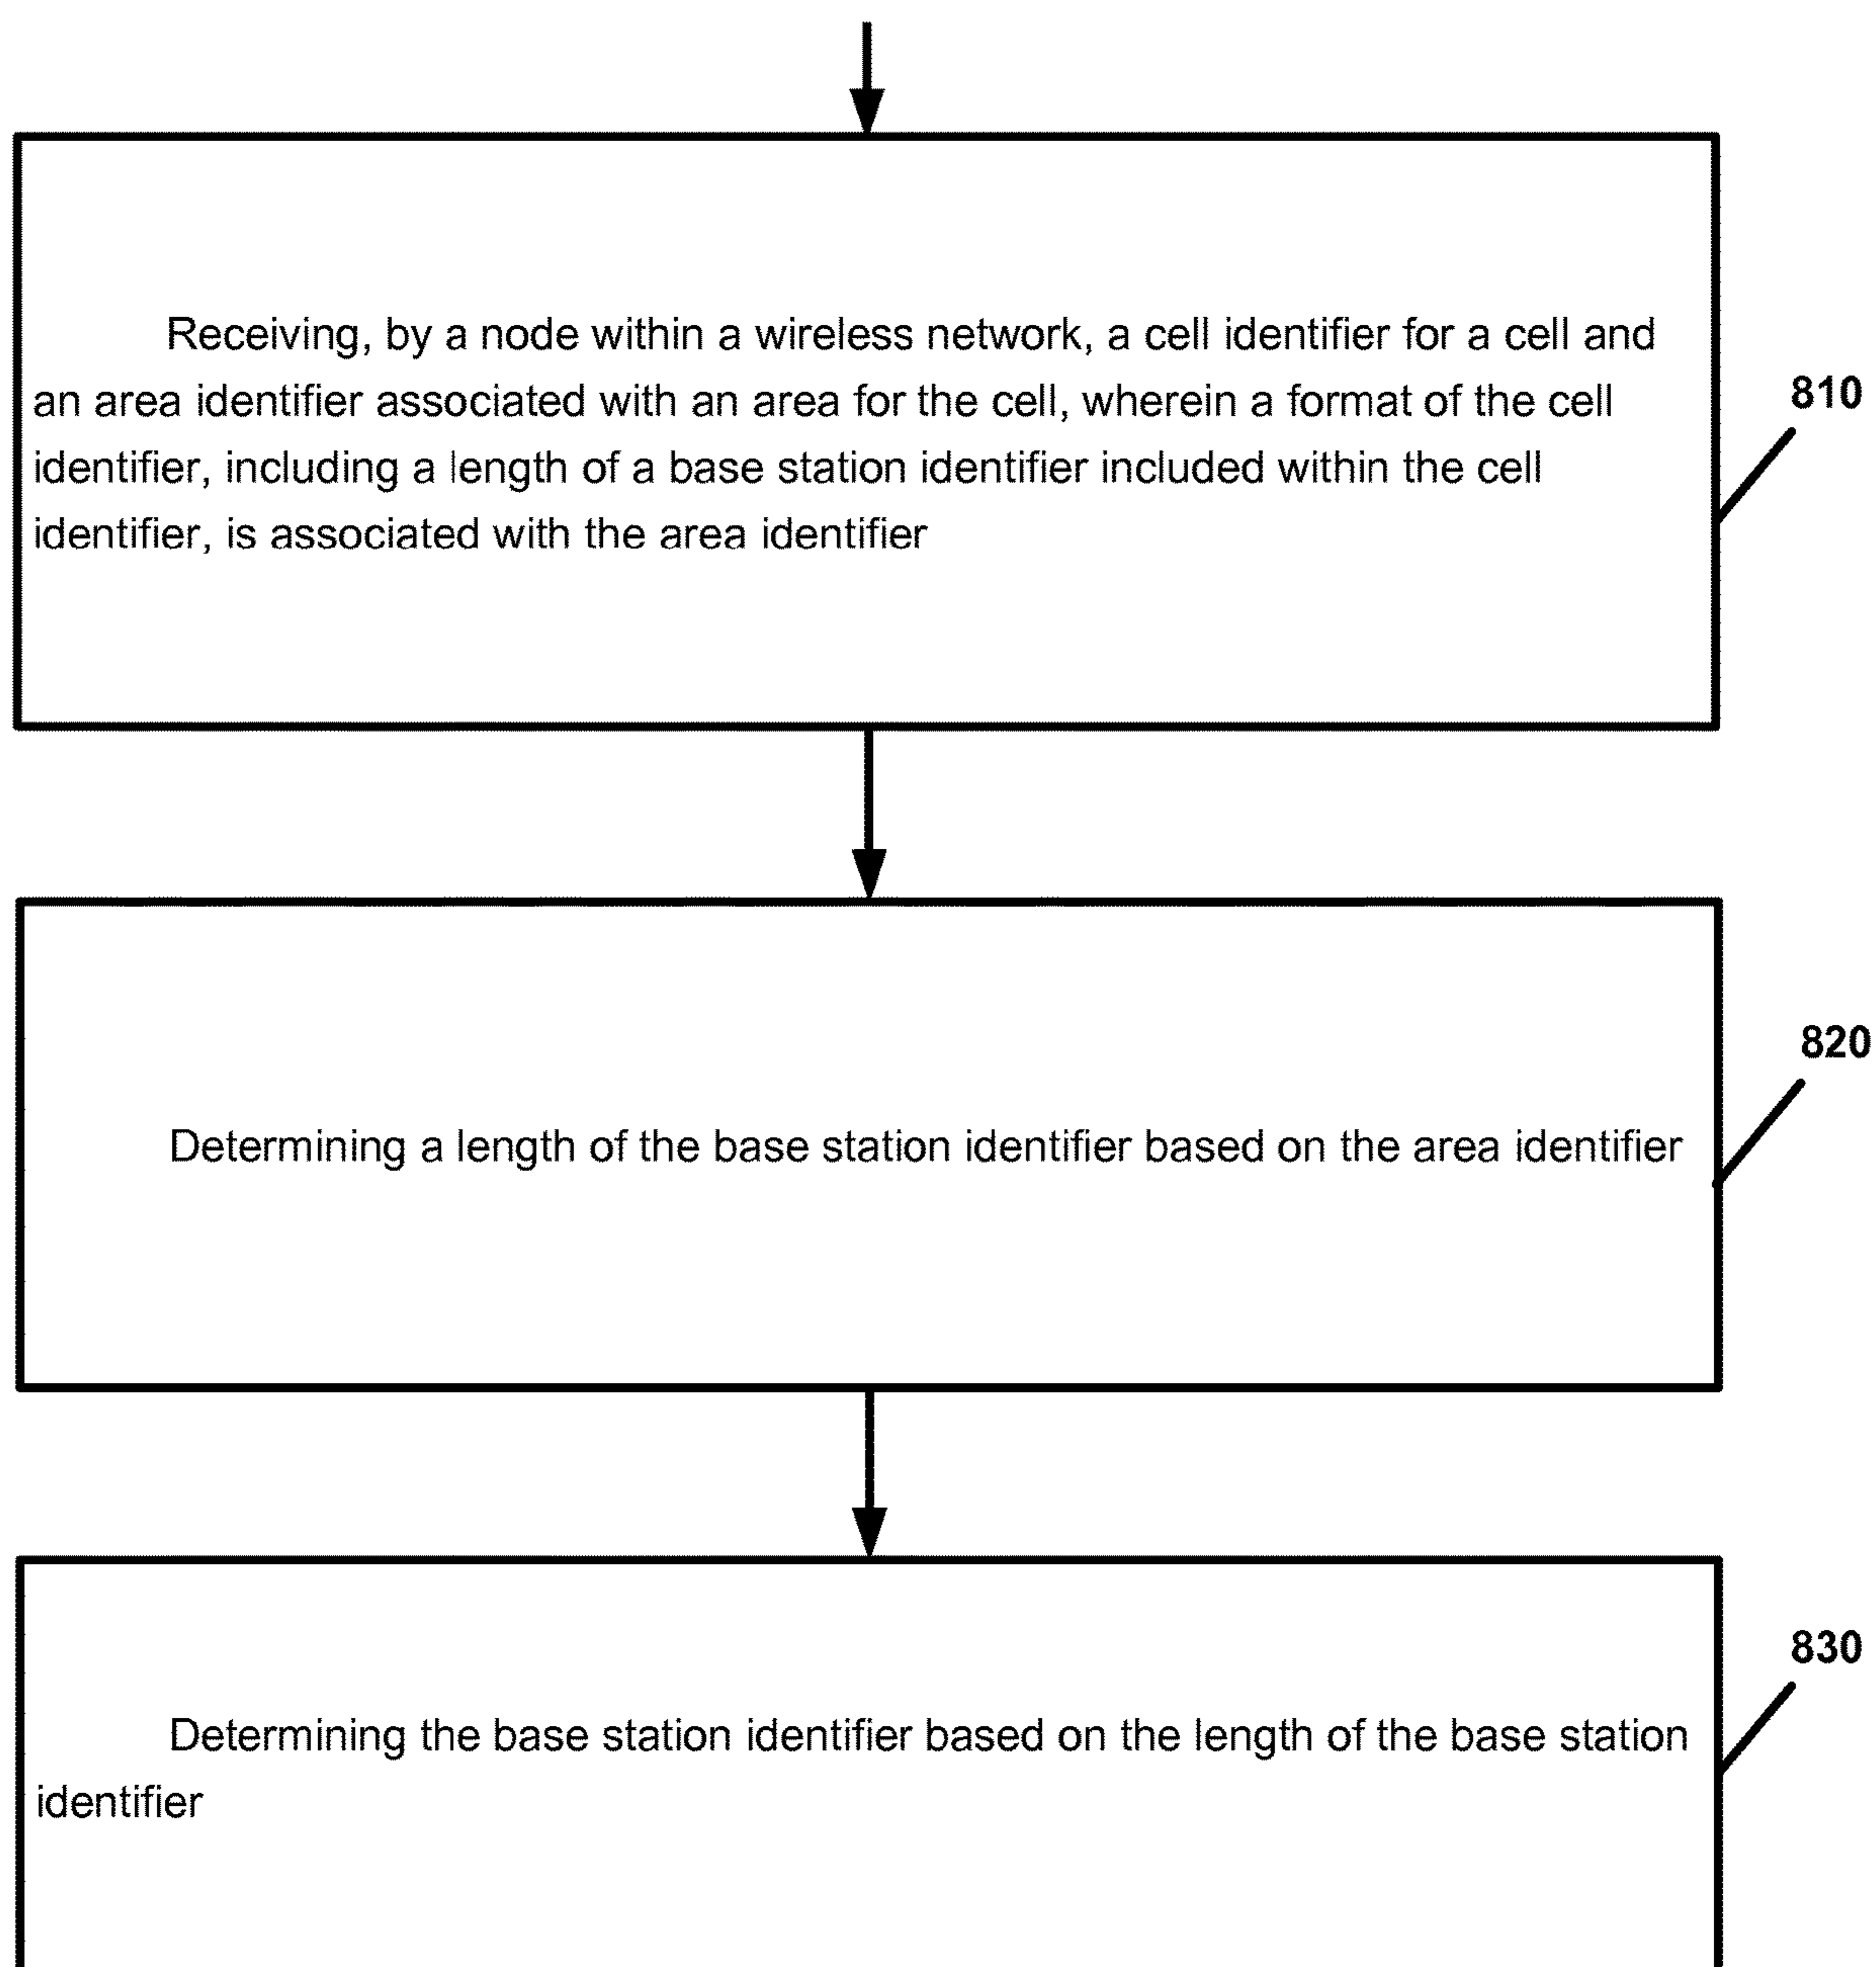 Receiving, by a node within a wireless network, a cell identifier for a cell and
an area identifier associated with an area for the cell, wherein a format of the cell
identifier, including a length of a base station identifier included within the cell
identifier, is associated with the area identifier
810
820
Determining a length of the base station identifier based on the area identifier
830
Determining the base station identifier based on the length of the base station
identifier